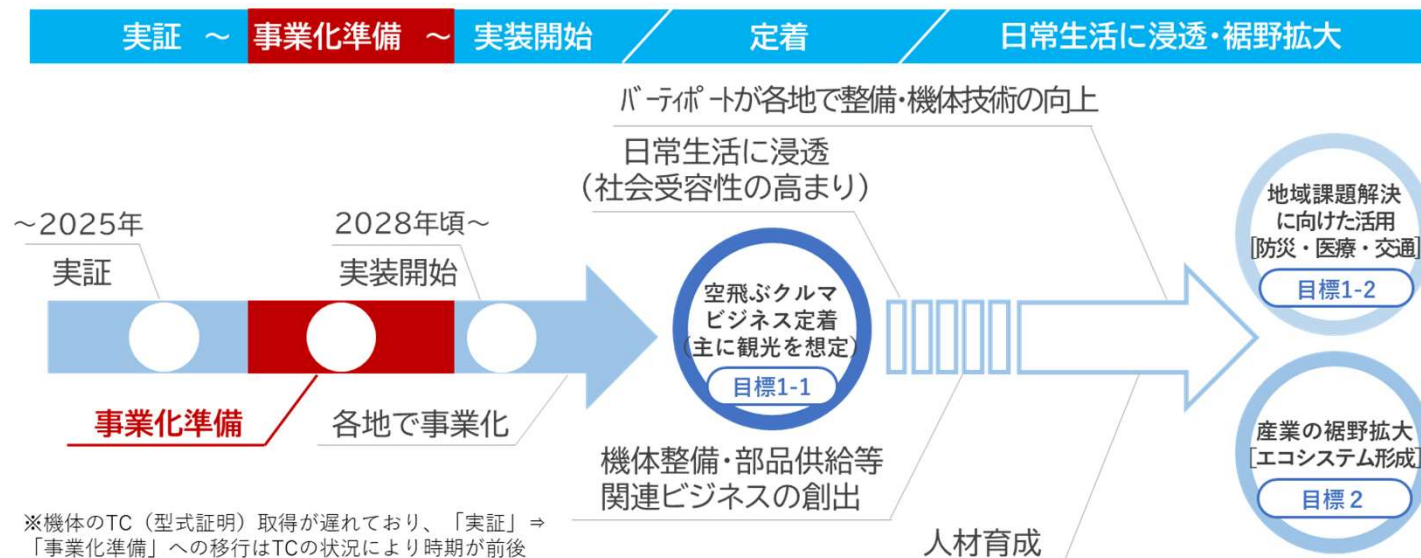 実証 ～ 事業化準備 ～ 実装開始 定着 日常生活に浸透・裾野拡大
バーティポートが各地で整備・機体技術の向上
日常生活に浸透
（社会受容性の高まり）
～2025年
実証
2028年頃～
実装開始
空飛ぶクルマ
ビジネス定着
（主に観光を想定）
目標1-1
地域課題解決
に向けた活用
[防災・医療・交通]
目標1-2
事業化準備
各地で事業化
機体整備・部品供給等
関連ビジネスの創出
産業の裾野拡大
[エコシステム形成]
目標２
人材育成
※機体のTC（型式証明）取得が遅れており、「実証」⇒
「事業化準備」への移行はTCの状況により時期が前後